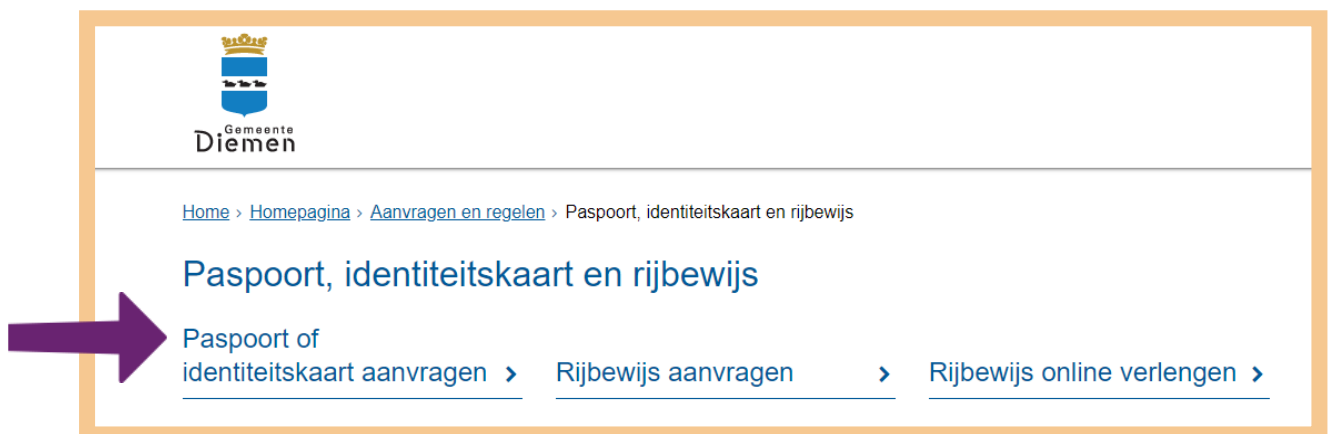 Gemeente
Diemen
Home › Homepagina › Aanvragen en regelen › Paspoort, identiteitskaart en rijbewijs
Paspoort, identiteitskaart en rijbewijs
Paspoort of
identiteitskaart aanvragen ›
Rijbewijs aanvragen ›
Rijbewijs online verlengen ›